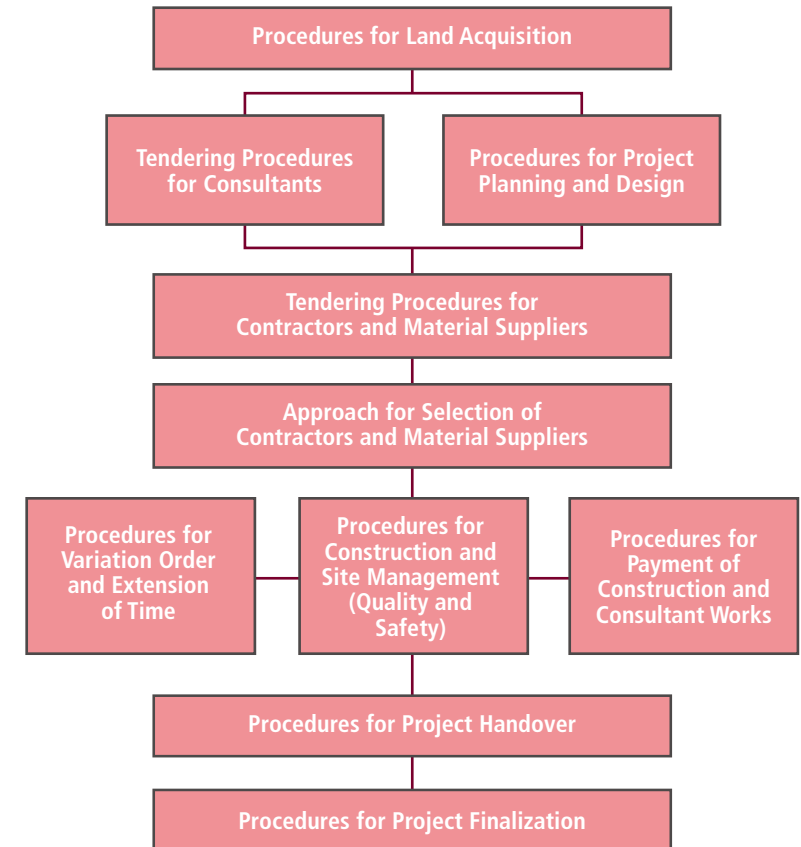 Procedures for Land Acquisition
Tendering Procedures
for Consultants
Procedures for Project
Planning and Design
Tendering Procedures for
Contractors and Material Suppliers
Approach for Selection of
Contractors and Material Suppliers
Procedures for
Variation Order
and Extension
of Time
Procedures for
Construction and
Site Management
(Quality and
Safety)
Procedures for
Payment of
Construction and
Consultant Works
Procedures for Project Handover
Procedures for Project Finalization